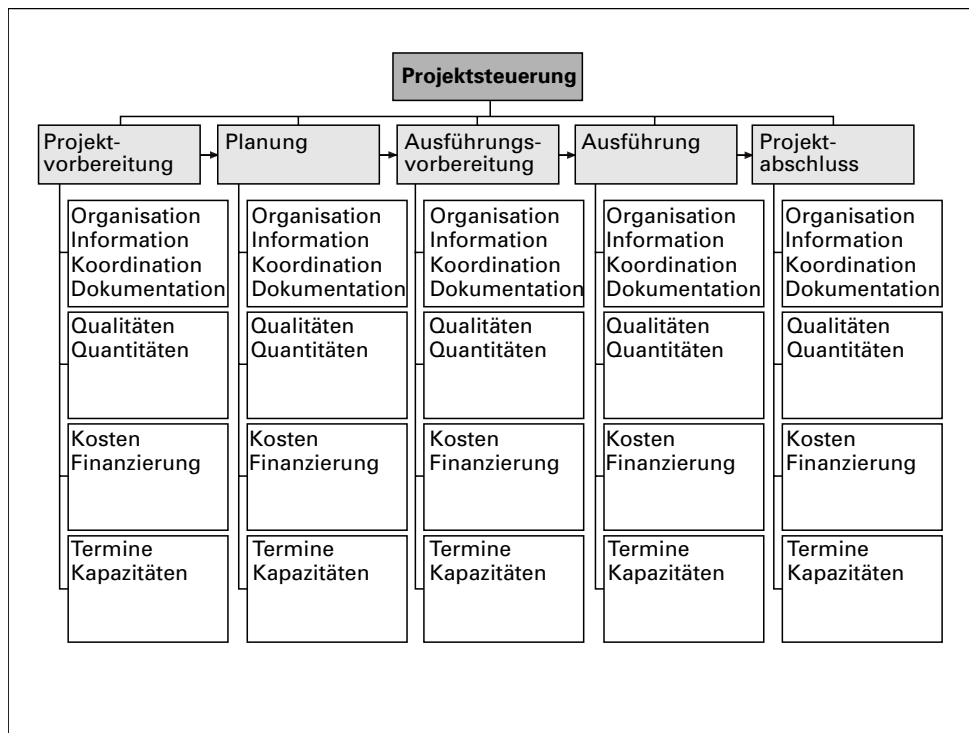 Projektsteuerung
Projekt-
vorbereitung
Planung
Ausführungs-
vorbereitung
Ausführung
Projekt-
abschluss
Organisation
Information
Koordination
Dokumentation
Qualitäten
Quantitäten
Kosten
Finanzierung
Termine
Kapazitäten
Organisation
Information
Koordination
Dokumentation
Qualitäten
Quantitäten
Kosten
Finanzierung
Termine
Kapazitäten
Organisation
Information
Koordination
Dokumentation
Qualitäten
Quantitäten
Kosten
Finanzierung
Termine
Kapazitäten
Organisation
Information
Koordination
Dokumentation
Qualitäten
Quantitäten
Kosten
Finanzierung
Termine
Kapazitäten
Organisation
Information
Koordination
Dokumentation
Qualitäten
Quantitäten
Kosten
Finanzierung
Termine
Kapazitäten